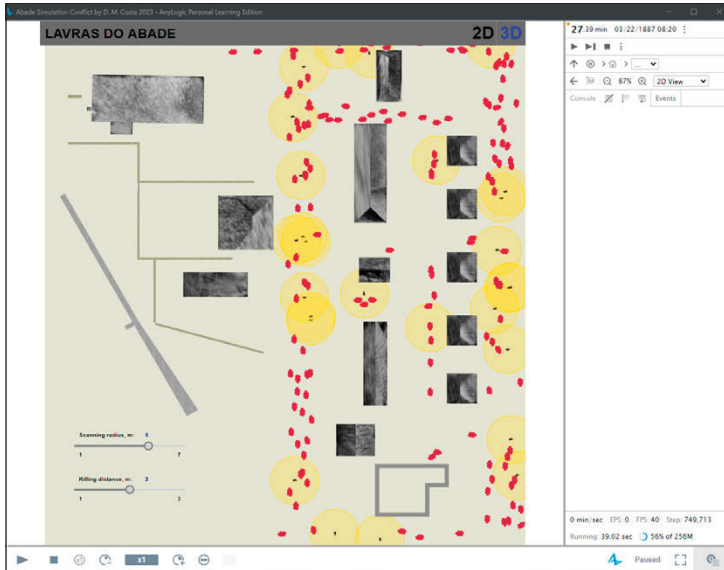 Abade Simulation Conflict by D. M. Costa 2023 - AnyLogic Personal Learning Edition
LAVRAS DO ABADE
2D 3D
27.39 min 03/22/1887 08:20
87% 2D View
Console Events
Scanning radius, m:
1 7
Killing distance, m: 2
1 3
0 min/sec EPS: 0 FPS: 40 Step: 749,713
Running: 39.02 sec 56% of 256M
x1 x1 Paused